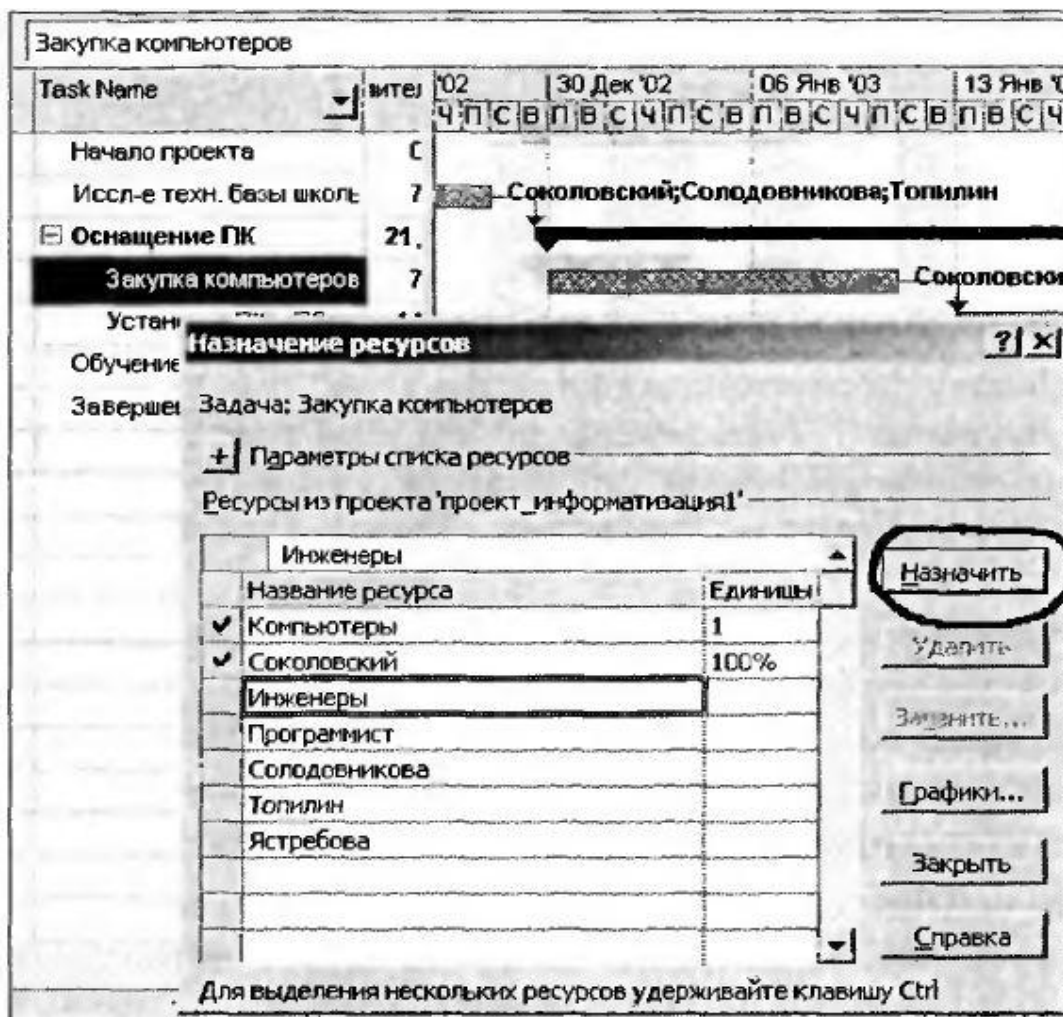 Закупка компьютеров
Task Name вител '02 30 Дек '02 06 Янв '03 13 Янв '0
Ч П С В П В С Ч П С В П В С Ч П С В П В С Ч
Начало проекта
Иссл-е техн. базы школь 7 Соколовский;Солодовникова;Топилин
Оснащение ПК 21.
Закупка компьютеров 7 Соколовски
Назначение ресурсов
Обучение
Завершен
Задача: Закупка компьютеров
+ Параметры списка ресурсов
Ресурсы из проекта 'проект_информатизация1'
Инженеры
Название ресурса Единицы
Назначить
Компьютеры 1
Удалить
Соколовский 100%
Инженеры
Заменить...
Программист
Солодовникова
Графики...
Топилин
Ястребова
Закрыть
Справка
Для выделения нескольких ресурсов удерживайте клавишу Ctrl